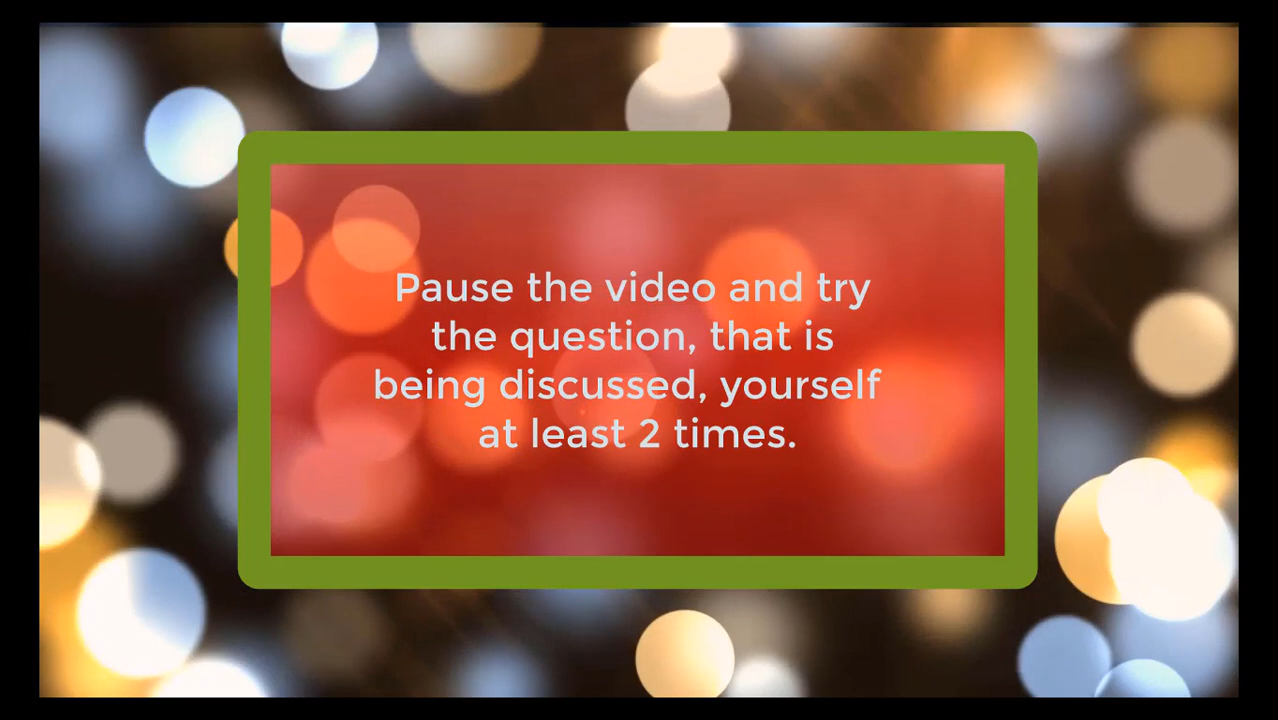 Pause the video and try
the question, that is
being discussed, yourself
at least 2 times.